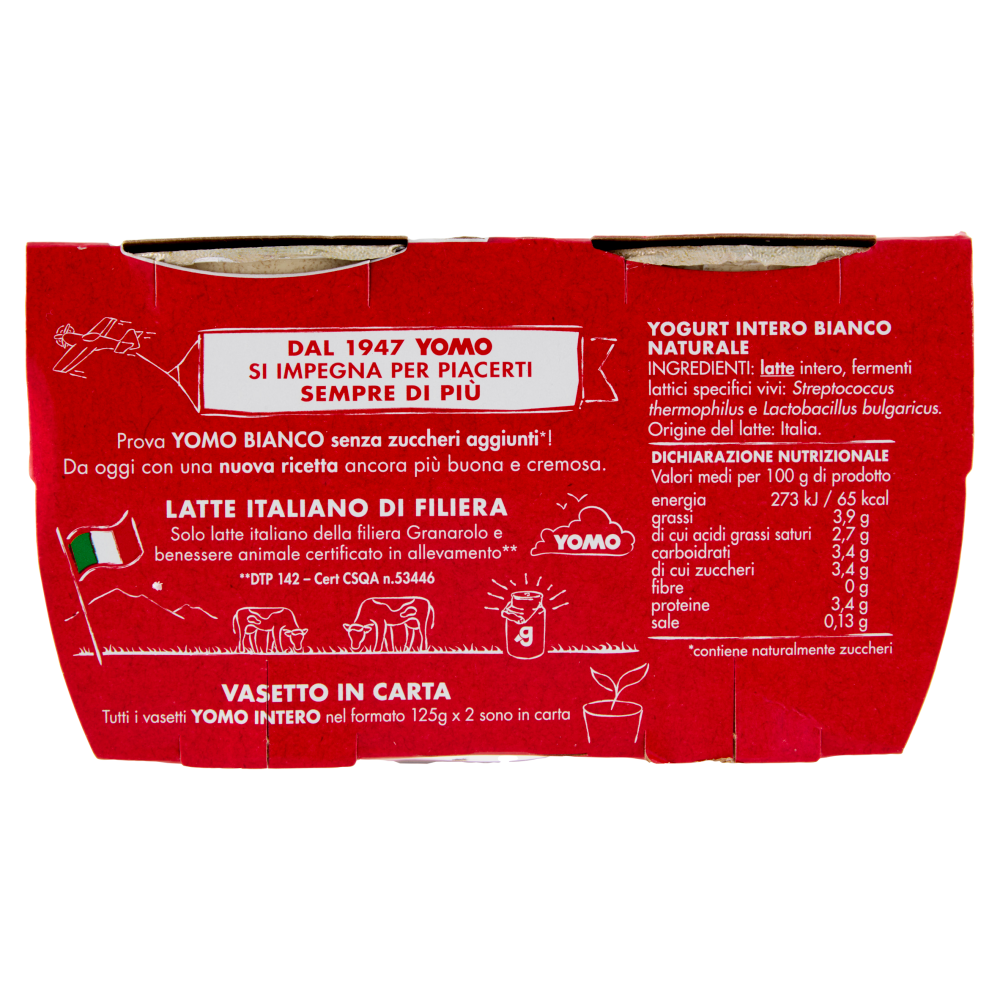 DAL 1947 YOMO
SI IMPEGNA PER PIACERTI
SEMPRE DI PIÙ
Prova YOMO BIANCO senza zuccheri aggiunti*!
Da oggi con una nuova ricetta ancora più buona e cremosa.
LATTE ITALIANO DI FILIERA
Solo latte italiano della filiera Granarolo e
benessere animale certificato in allevamento**
**DTP 142 – Cert CSQA n.53446
YOMO
g
VASETTO IN CARTA
Tutti i vasetti YOMO INTERO nel formato 125g x 2 sono in carta
YOGURT INTERO BIANCO
NATURALE
INGREDIENTI: latte intero, fermenti
lattici specifici vivi: Streptococcus
thermophilus e Lactobacillus bulgaricus.
Origine del latte: Italia.
DICHIARAZIONE NUTRIZIONALE
Valori medi per 100 g di prodotto
energia 273 kJ / 65 kcal
grassi 3,9 g
di cui acidi grassi saturi 2,7 g
carboidrati 3,4 g
di cui zuccheri 3,4 g
fibre 0 g
proteine 3,4 g
sale 0,13 g
*contiene naturalmente zuccheri